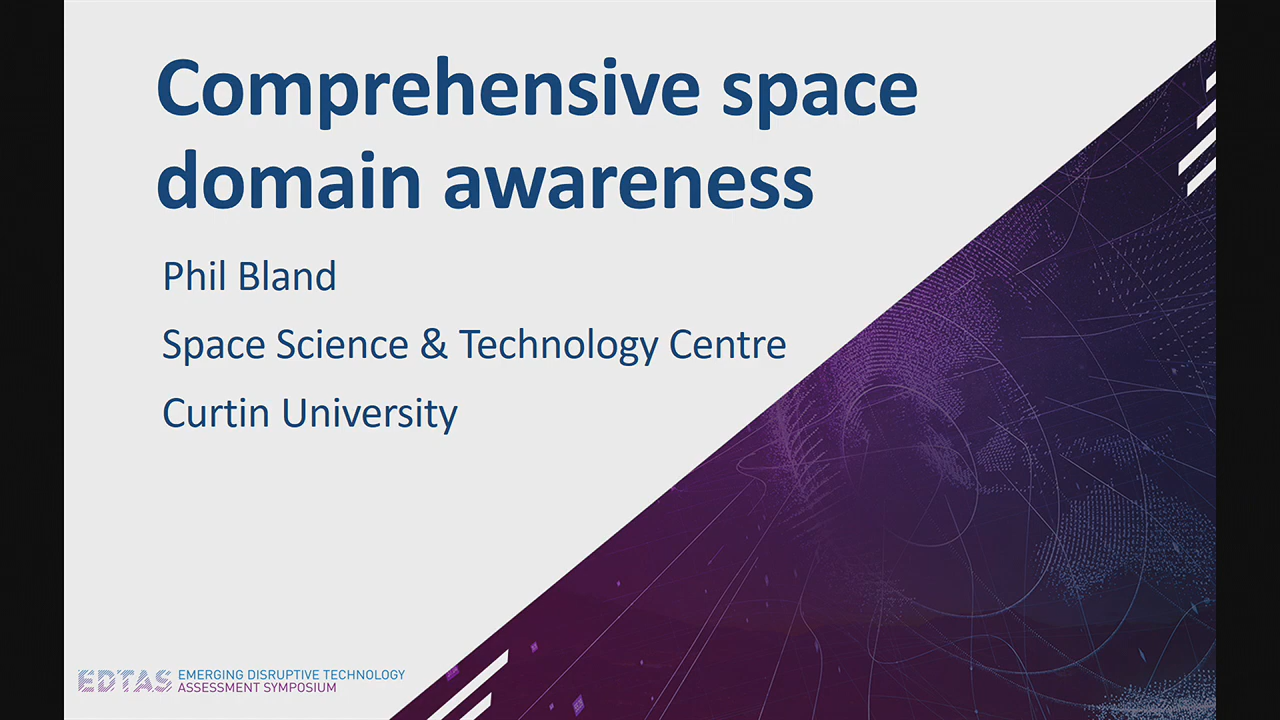 Comprehensive space
domain awareness
Phil Bland
Space Science & Technology Centre
Curtin University
EDTAS EMERGING DISRUPTIVE TECHNOLOGY
ASSESSMENT SYMPOSIUM